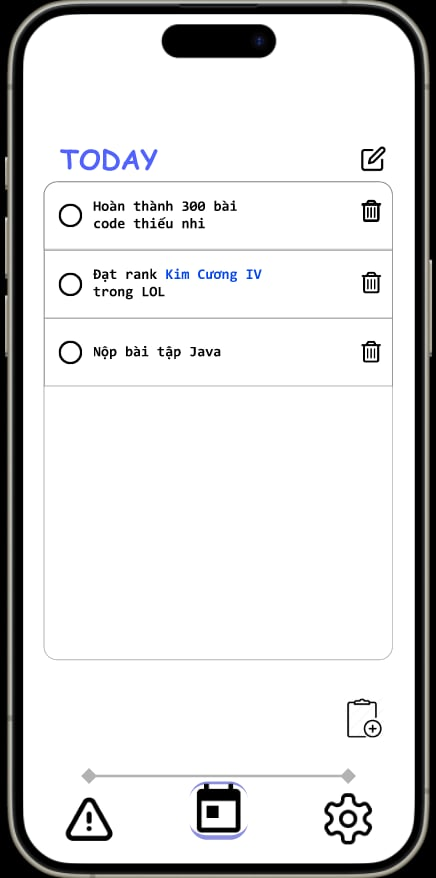 TODAY
Hoàn thành 300 bài
code thiếu nhi
Đạt rank Kim Cương IV
trong LOL
Nộp bài tập Java